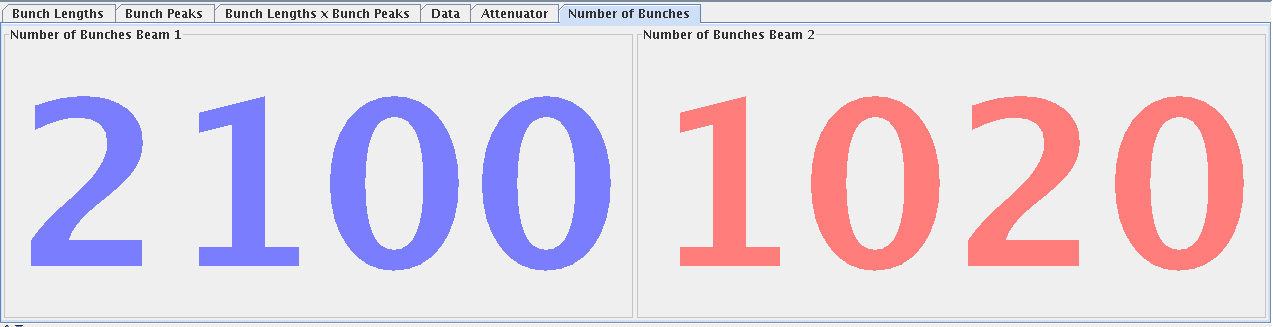 Bunch Lengths Bunch Peaks Bunch Lengths x Bunch Peaks Data Attenuator Number of Bunches
Number of Bunches Beam 1
2100
Number of Bunches Beam 2
1020